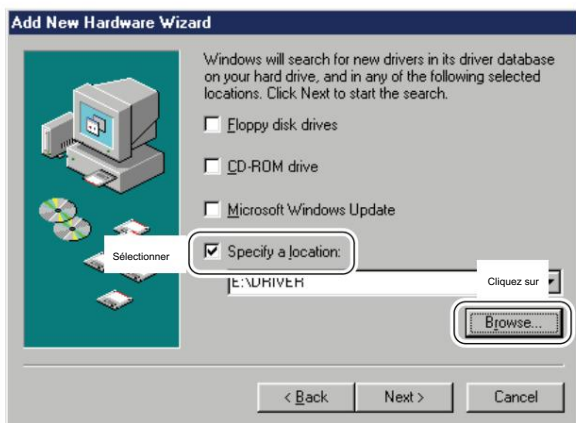 Add New Hardware Wizard
Windows will search for new drivers in its driver database
on your hard drive, and in any of the following selected
locations. Click Next to start the search.
Floppy disk drives
CD-ROM drive
Microsoft Windows Update
Sélectionner
Specify a location:
E:\DRIVER
Cliquez sur
Browse...
< Back
Next >
Cancel